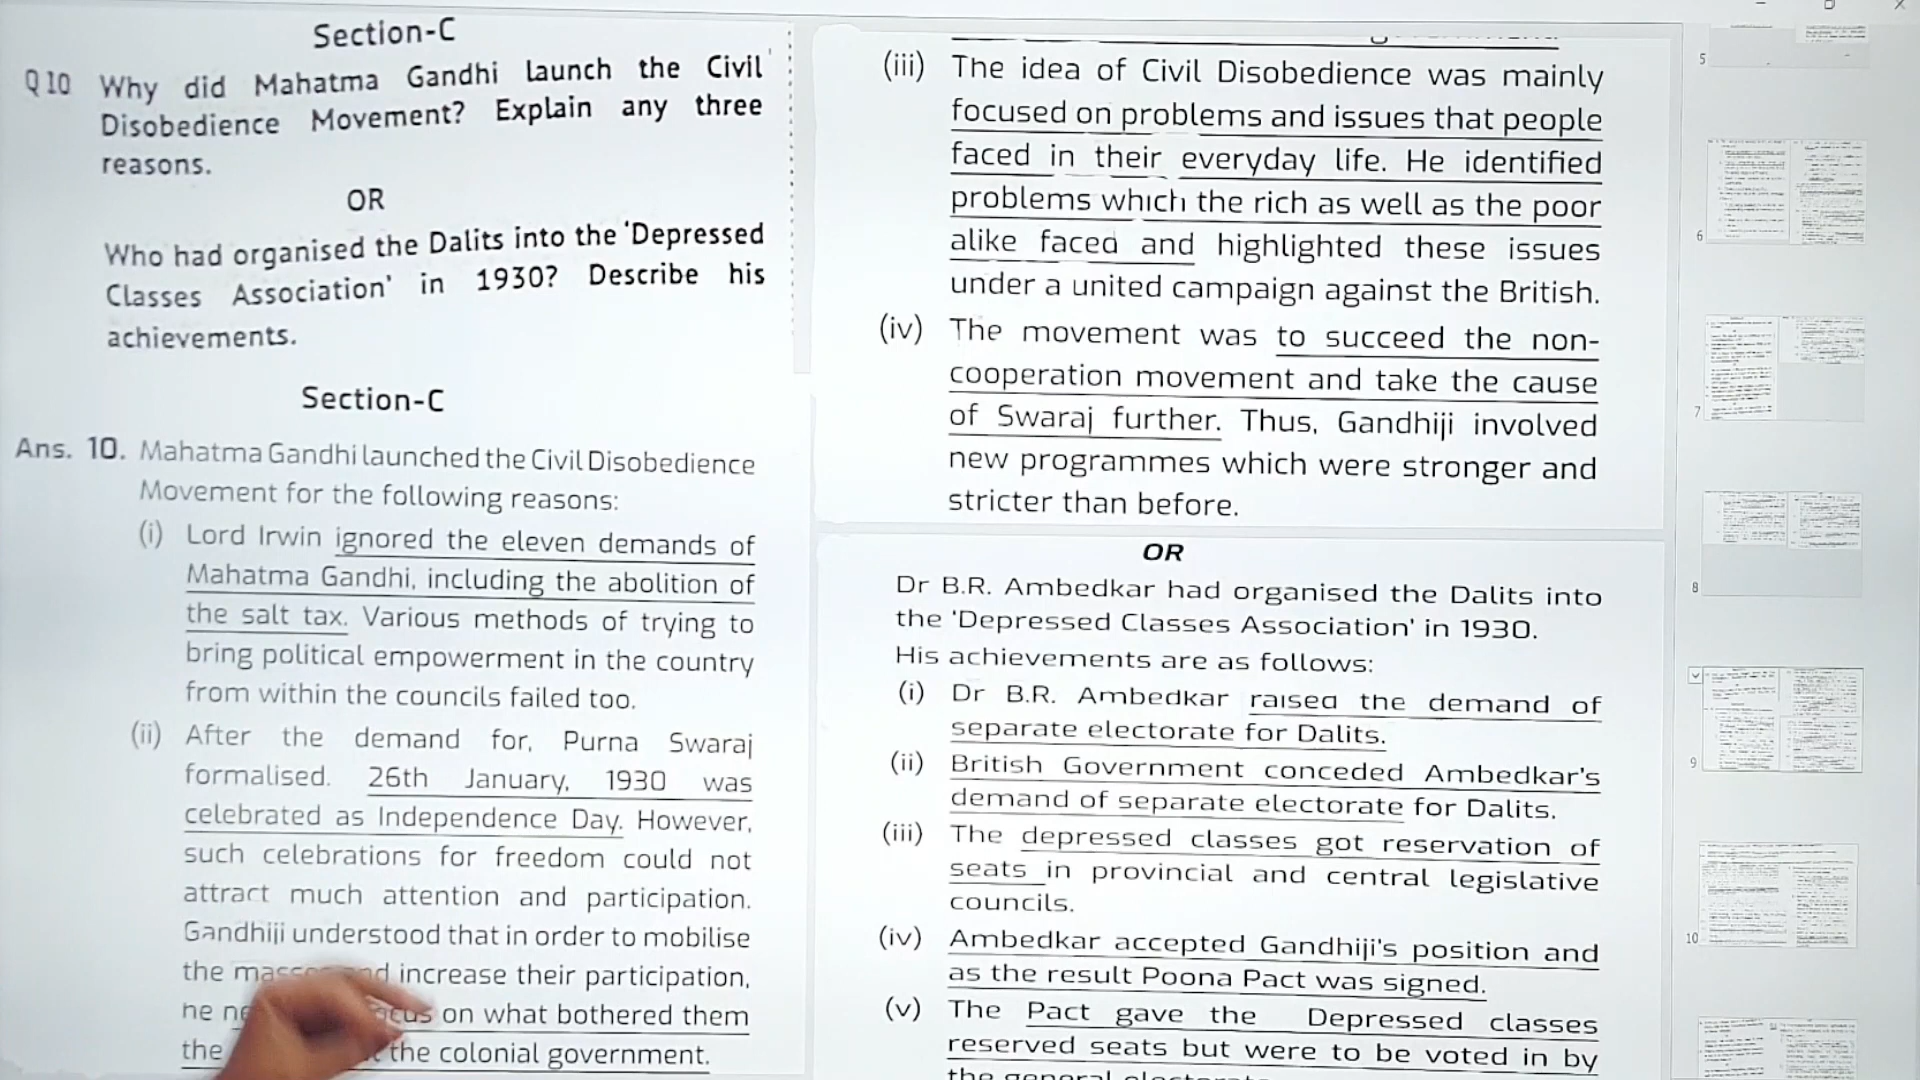 Section-C
Q10 Why did Mahatma Gandhi launch the Civil
Disobedience Movement? Explain any three
reasons.
OR
Who had organised the Dalits into the 'Depressed
Classes Association' in 1930? Describe his
achievements.
Section-C
Ans. 10. Mahatma Gandhi launched the Civil Disobedience
Movement for the following reasons:
(i) Lord Irwin ignored the eleven demands of
Mahatma Gandhi, including the abolition of
the salt tax. Various methods of trying to
bring political empowerment in the country
from within the councils failed too.
(ii) After the demand for, Purna Swaraj
formalised. 26th January, 1930 was
celebrated as Independence Day. However,
such celebrations for freedom could not
attract much attention and participation.
Gandhiji understood that in order to mobilise
the increase their participation,
he on what bothered them
the the colonial government.
(iii) The idea of Civil Disobedience was mainly
focused on problems and issues that people
faced in their everyday life. He identified
problems which the rich as well as the poor
alike faced and highlighted these issues
under a united campaign against the British.
(iv) The movement was to succeed the non-
cooperation movement and take the cause
of Swaraj further. Thus, Gandhiji involved
new programmes which were stronger and
stricter than before.
OR
Dr B.R. Ambedkar had organised the Dalits into
the 'Depressed Classes Association' in 1930.
His achievements are as follows:
(i) Dr B.R. Ambedkar raised the demand of
separate electorate for Dalits.
(ii) British Government conceded Ambedkar's
demand of separate electorate for Dalits.
(iii) The depressed classes got reservation of
seats in provincial and central legislative
councils.
(iv) Ambedkar accepted Gandhiji's position and
as the result Poona Pact was signed.
(v) The Pact gave the Depressed classes
reserved seats but were to be voted in by
5
6
7
8
9
10